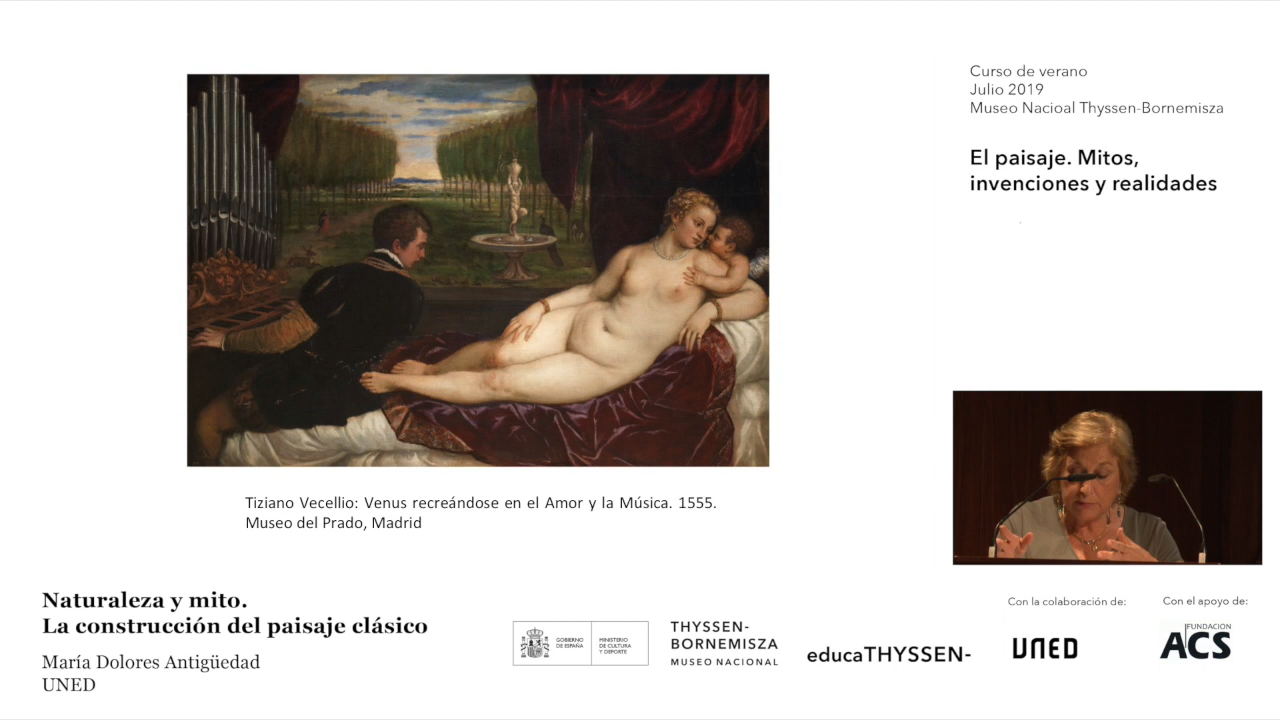 Curso de verano
Julio 2019
Museo Nacioal Thyssen-Bornemisza
El paisaje. Mitos,
invenciones y realidades
Tiziano Vecellio: Venus recreándose en el Amor y la Música. 1555.
Museo del Prado, Madrid
Naturaleza y mito.
La construcción del paisaje clásico
María Dolores Antigüedad
UNED
GOBIERNO
DE ESPAÑA
MINISTERIO
DE CULTURA
Y DEPORTE
THYSSEN-
BORNEMISZA
MUSEO NACIONAL
educaTHYSSEN-
Con la colaboración de:
UNED
Con el apoyo de:
FUNDACIÓN
ACS